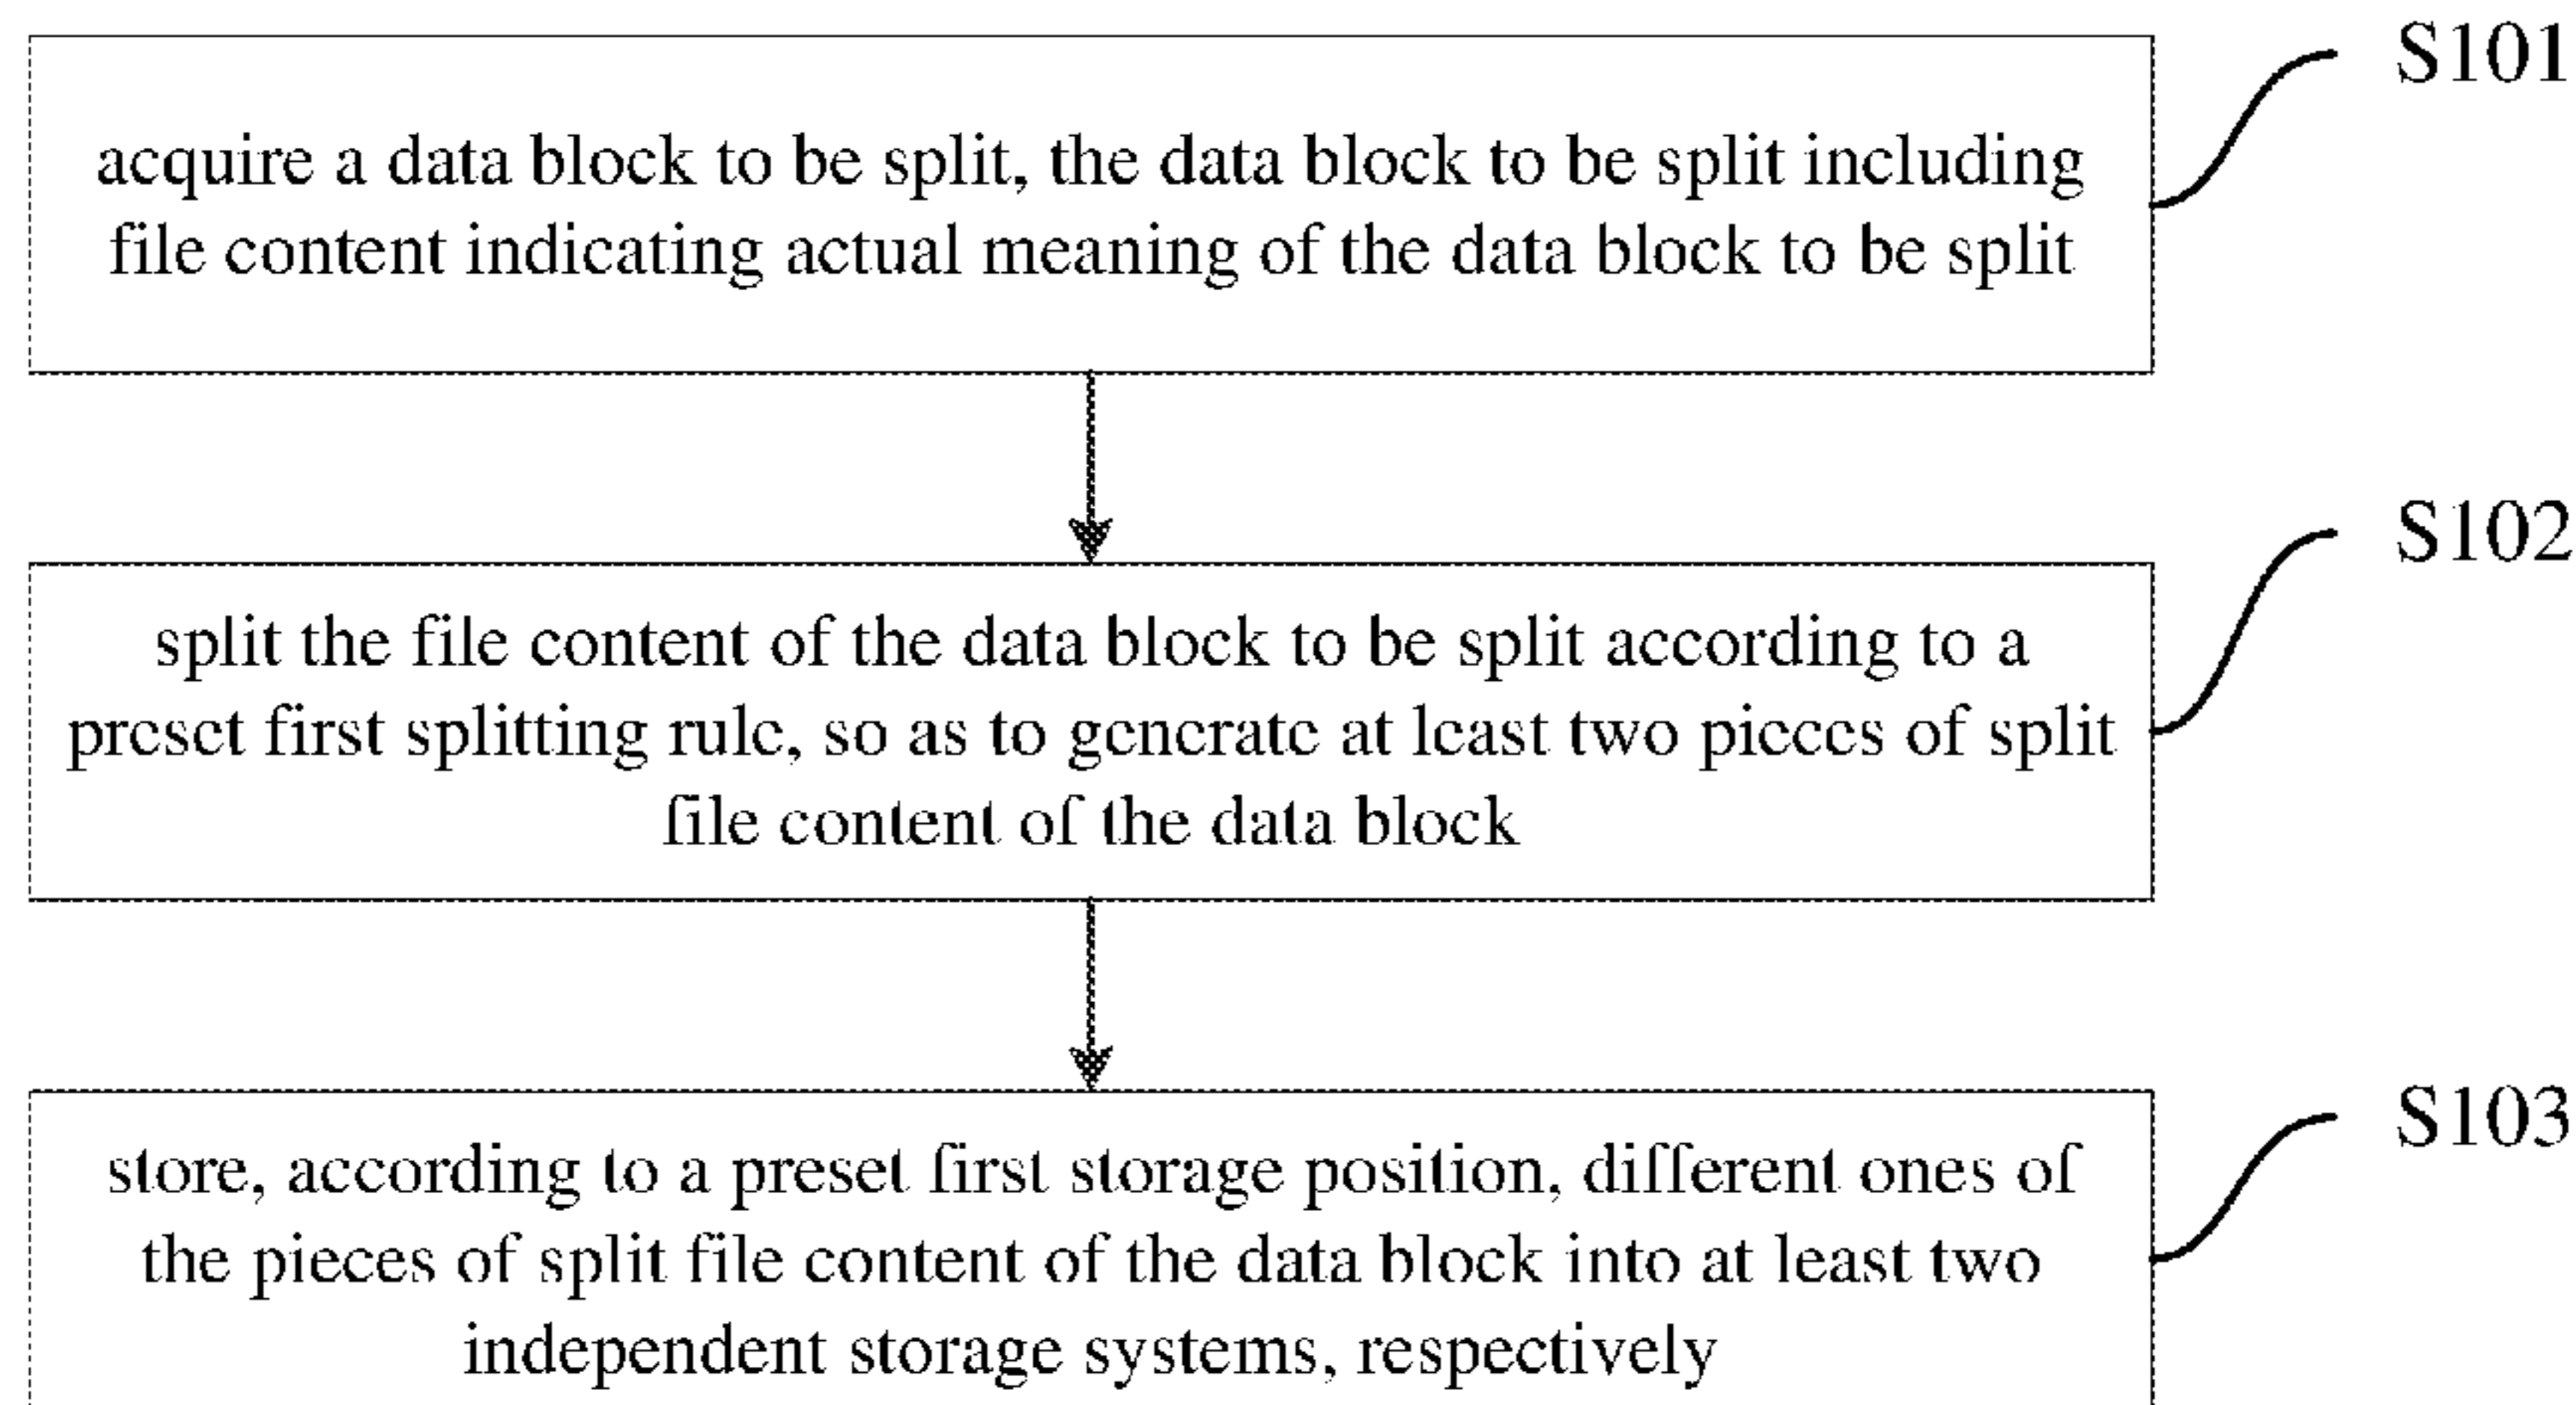 S101
acquire a data block to be split, the data block to be split including
file content indicating actual meaning of the data block to be split
S102
split the file content of the data block to be split according to a
preset first splitting rule, so as to generate at least two pieces of split
file content of the data block
S103
store, according to a preset first storage position, different ones of
the pieces of split file content of the data block into at least two
independent storage systems, respectively